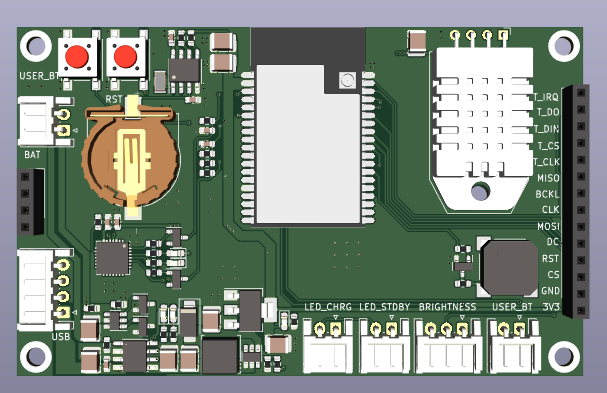 USER_BT
RST
BAT
USB
T_IRQ
T_DO
T_DIN
T_CS
T_CLK
MISO
BCKL
CLK
MOSI
DC
RST
CS
GND
3V3
LED_CHRG LED_STDBY BRIGHTNESS USER_BT